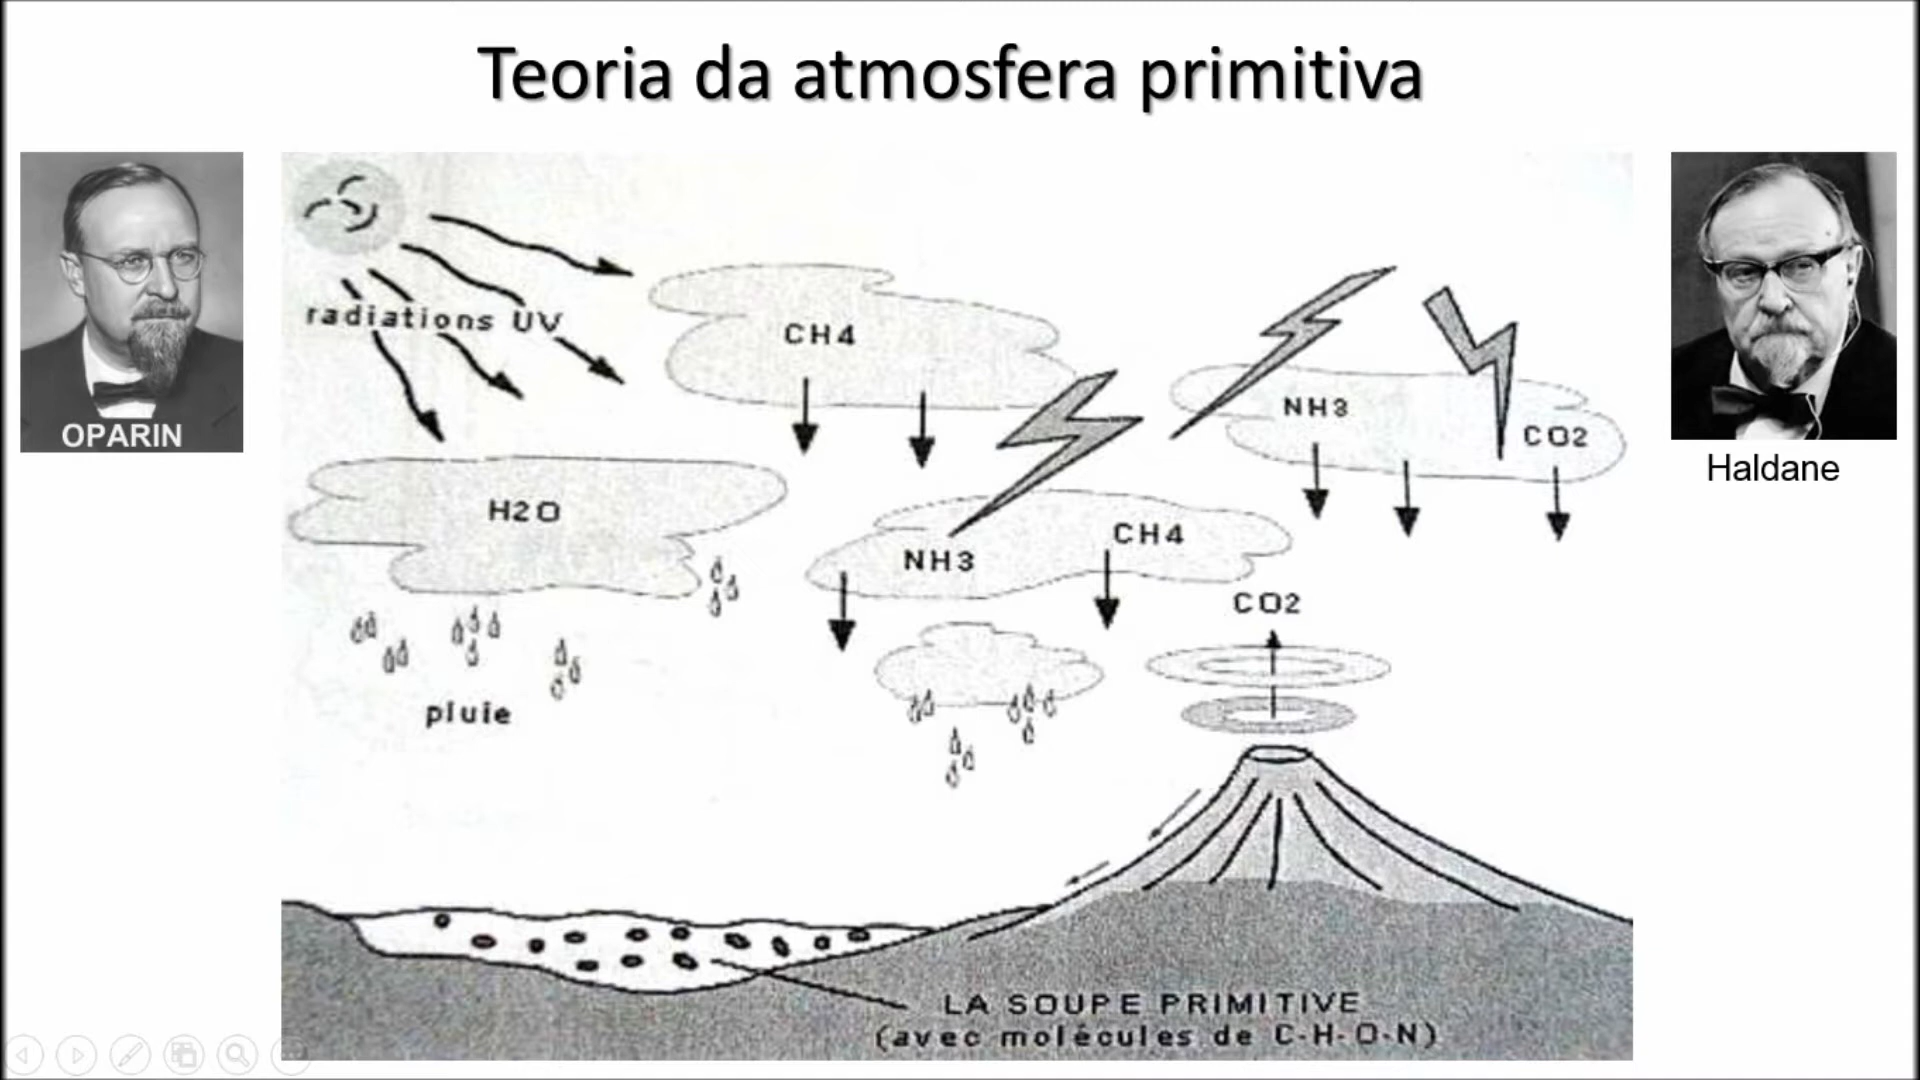 Teoria da atmosfera primitiva
OPARIN
Haldane
radiations UV
CH4
NH3
CO2
H2O
NH3
CH4
CO2
pluie
LA SOUPE PRIMITIVE
(avec molécules de C-H-O-N)